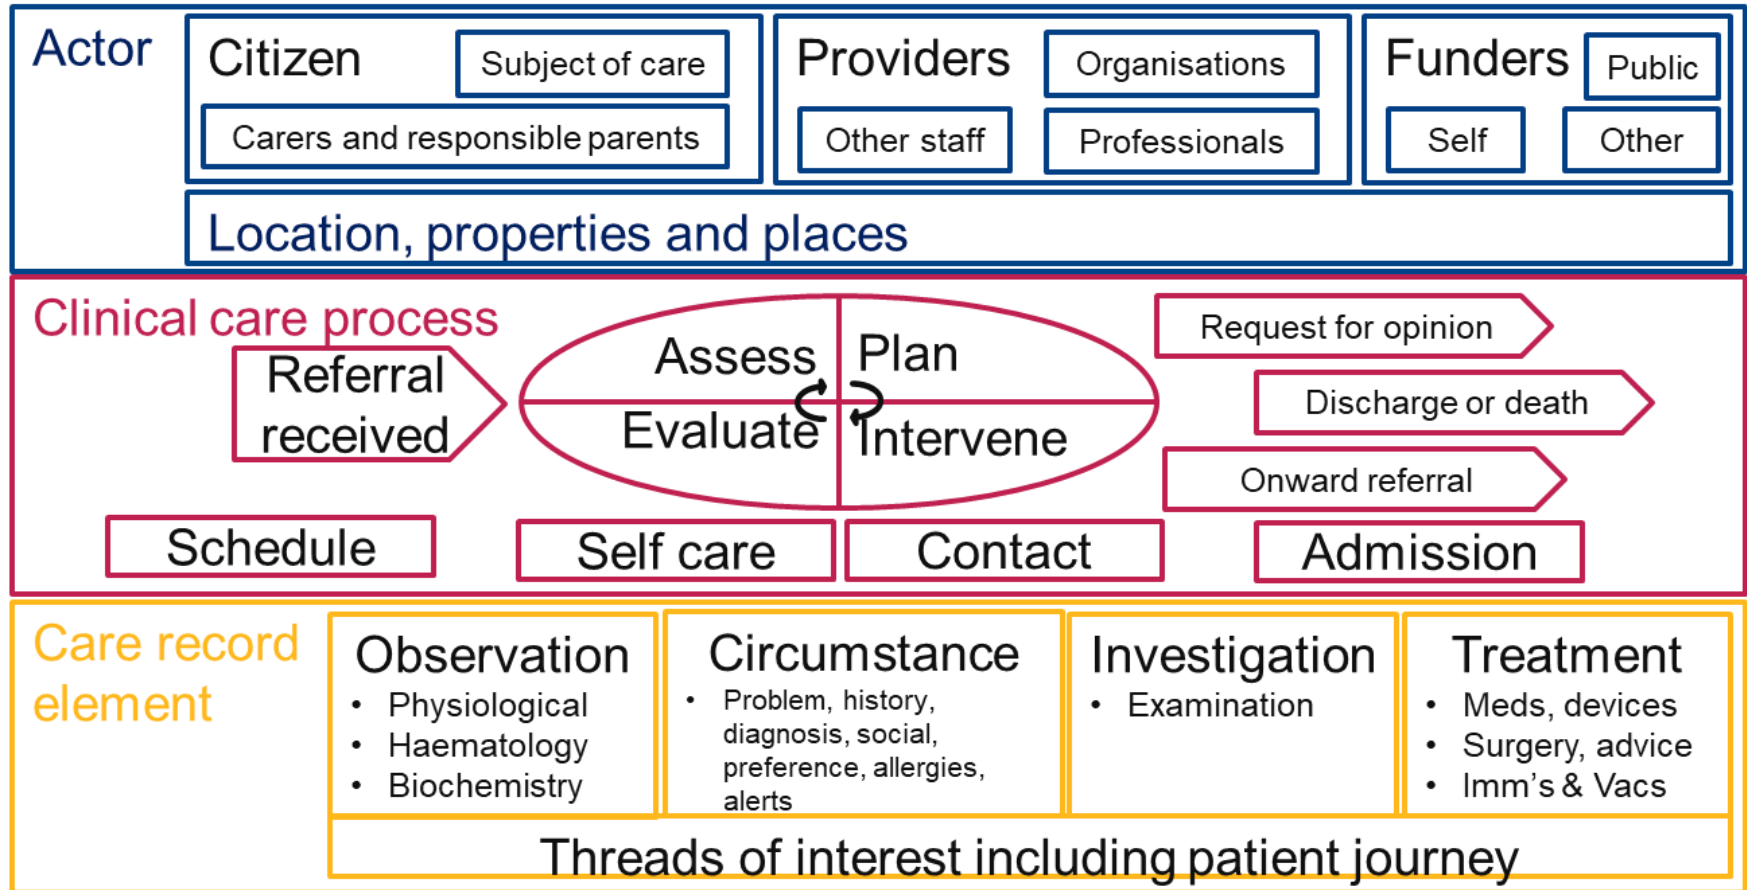 Actor
Citizen
Subject of care
Carers and responsible parents
Providers
Organisations
Other staff
Professionals
Funders
Public
Self
Other
Location, properties and places
Clinical care process
Referral
received
Assess
Plan
Evaluate
Intervene
Request for opinion
Discharge or death
Onward referral
Schedule
Self care
Contact
Admission
Care record
element
Observation
• Physiological
• Haematology
• Biochemistry
Circumstance
• Problem, history,
diagnosis, social,
preference, allergies,
alerts
Investigation
• Examination
Treatment
• Meds, devices
• Surgery, advice
• Imm's & Vacs
Threads of interest including patient journey